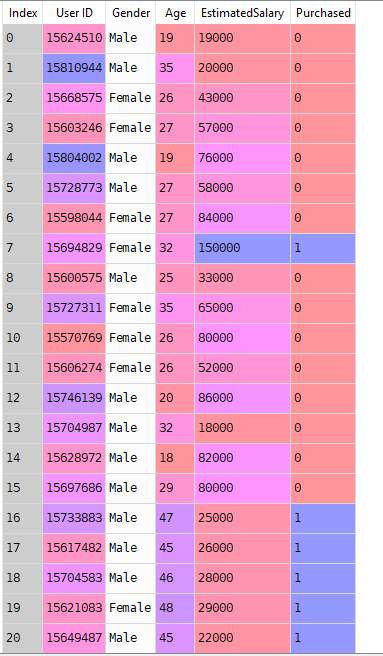 Index User ID Gender Age EstimatedSalary Purchased
0 15624510 Male 19 19000 0
1 15810944 Male 35 20000 0
2 15668575 Female 26 43000 0
3 15603246 Female 27 57000 0
4 15804002 Male 19 76000 0
5 15728773 Male 27 58000 0
6 15598044 Female 27 84000 0
7 15694829 Female 32 150000 1
8 15600575 Male 25 33000 0
9 15727311 Female 35 65000 0
10 15570769 Female 26 80000 0
11 15606274 Female 26 52000 0
12 15746139 Male 20 86000 0
13 15704987 Male 32 18000 0
14 15628972 Male 18 82000 0
15 15697686 Male 29 80000 0
16 15733883 Male 47 25000 1
17 15617482 Male 45 26000 1
18 15704583 Male 46 28000 1
19 15621083 Female 48 29000 1
20 15649487 Male 45 22000 1